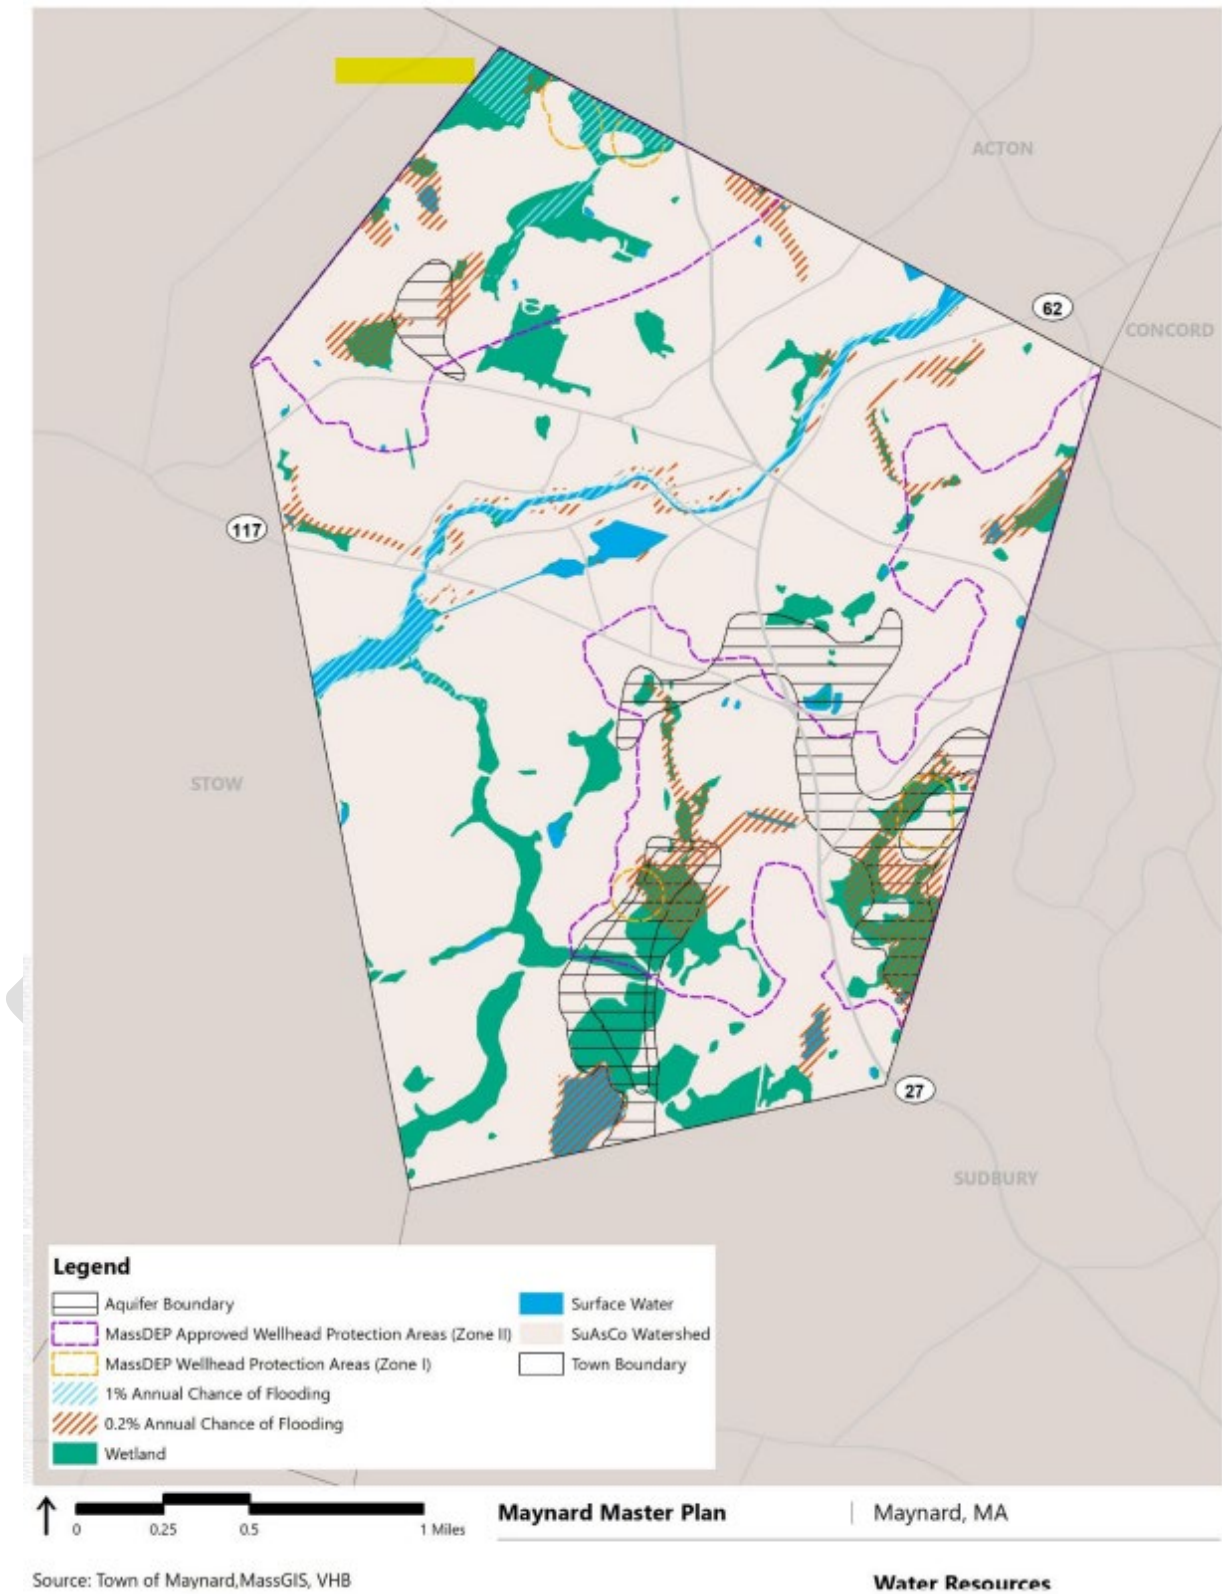 ACTON
62
CONCORD
117
STOW
27
SUDBURY
Legend
Aquifer Boundary
MassDEP Approved Wellhead Protection Areas (Zone II)
MassDEP Wellhead Protection Areas (Zone I)
1% Annual Chance of Flooding
0.2% Annual Chance of Flooding
Wetland
Surface Water
SuAsCo Watershed
Town Boundary
0 0.25 0.5 1 Miles
Maynard Master Plan | Maynard, MA
Source: Town of Maynard,MassGIS, VHB
Water Resources